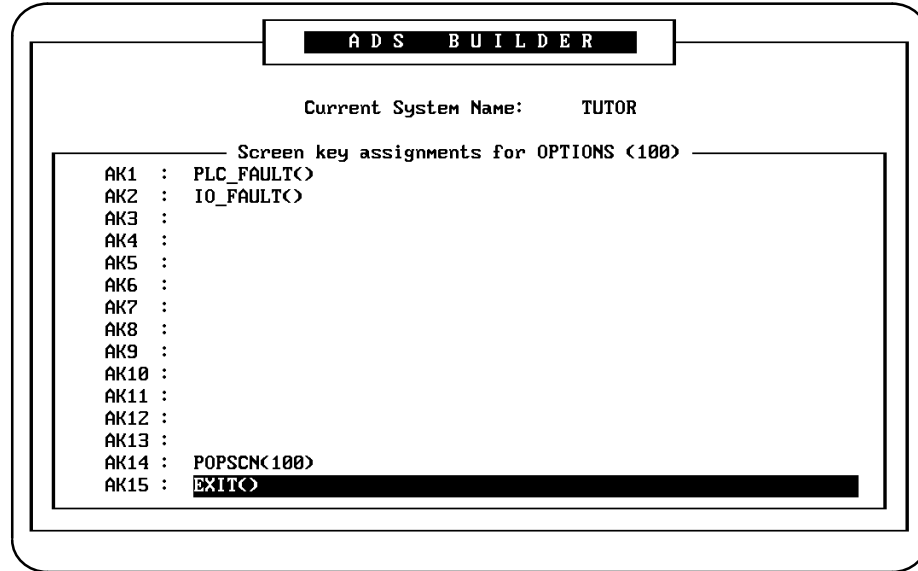 A D S B U I L D E R
Current System Name: TUTOR
Screen key assignments for OPTIONS (100)
AK1 : PLC_FAULT()
AK2 : IO_FAULT()
AK3 :
AK4 :
AK5 :
AK6 :
AK7 :
AK8 :
AK9 :
AK10 :
AK11 :
AK12 :
AK13 :
AK14 : POPSCN(100)
AK15 : EXIT()